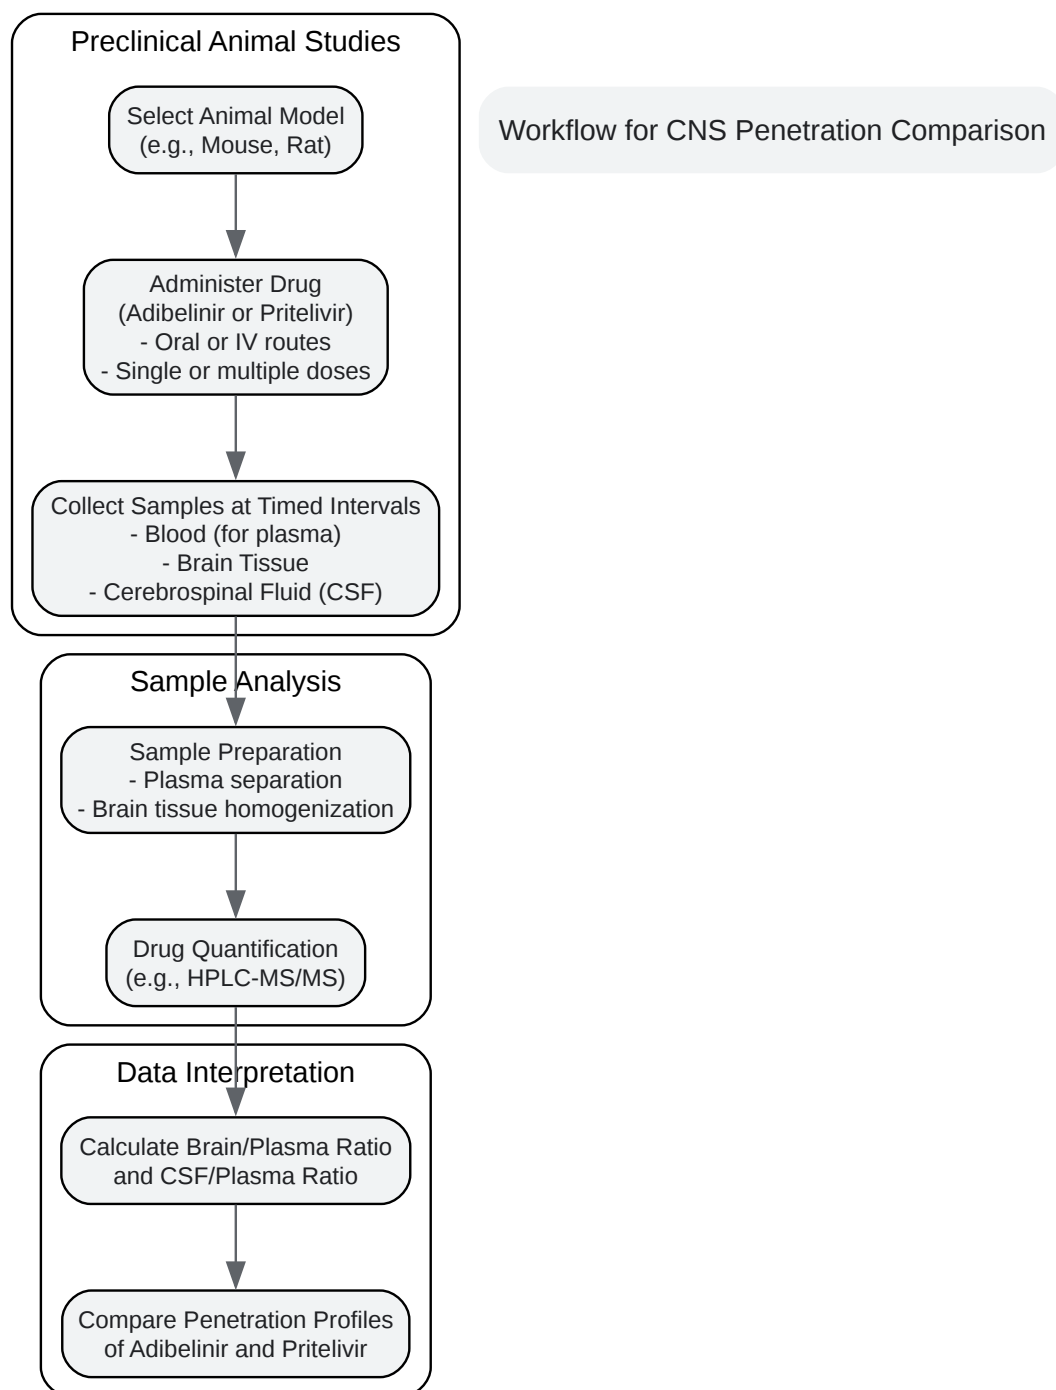 Preclinical Animal Studies
Select Animal Model
(e.g., Mouse, Rat)
Workflow for CNS Penetration Comparison
Administer Drug
(Adibelinir or Pritelivir)
- Oral or IV routes
- Single or multiple doses
Collect Samples at Timed Intervals
- Blood (for plasma)
- Brain Tissue
- Cerebrospinal Fluid (CSF)
Sample Analysis
Sample Preparation
- Plasma separation
- Brain tissue homogenization
Drug Quantification
(e.g., HPLC-MS/MS)
Data Interpretation
Calculate Brain/Plasma Ratio
and CSF/Plasma Ratio
Compare Penetration Profiles
of Adibelinir and Pritelivir